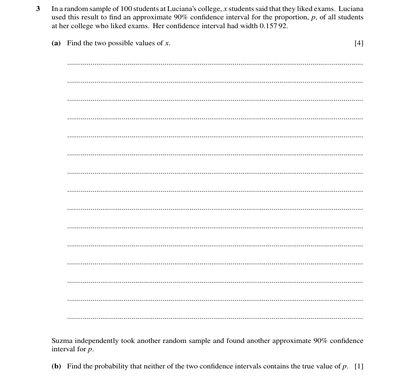 3 In a random sample of 100 students at Luciana's college, x students said that they liked exams. Luciana
used this result to find an approximate 90% confidence interval for the proportion, p, of all students
at her college who liked exams. Her confidence interval had width 0.157 92.
(a) Find the two possible values of x. [4]
Suzma independently took another random sample and found another approximate 90% confidence
interval for p.
(b) Find the probability that neither of the two confidence intervals contains the true value of p. [1]